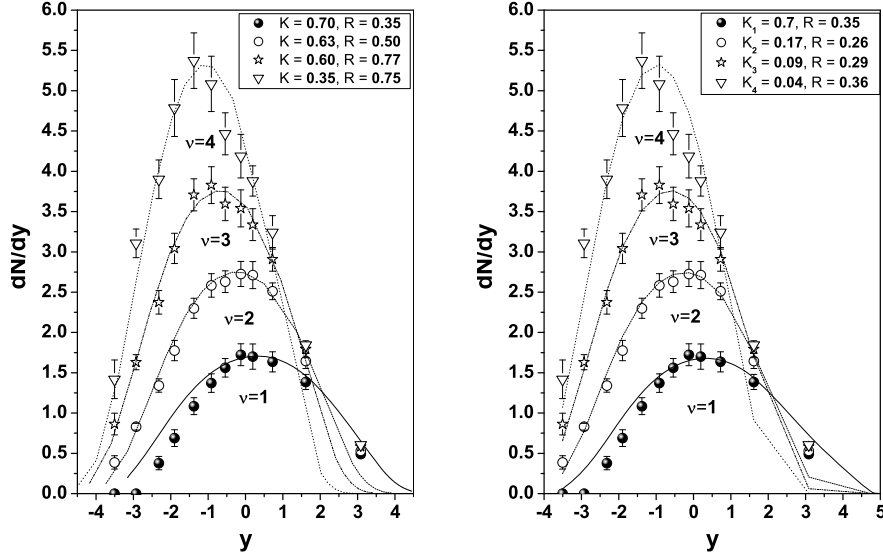 dN/dy
6.0
5.5
5.0
4.5
4.0
3.5
3.0
2.5
2.0
1.5
1.0
0.5
0.0
K = 0.70, R = 0.35
K = 0.63, R = 0.50
K = 0.60, R = 0.77
K = 0.35, R = 0.75
ν=4
ν=3
ν=2
ν=1
-4 -3 -2 -1 0 1 2 3 4
y
dN/dy
6.0
5.5
5.0
4.5
4.0
3.5
3.0
2.5
2.0
1.5
1.0
0.5
0.0
K₁ = 0.7, R = 0.35
K₂ = 0.17, R = 0.26
K₃ = 0.09, R = 0.29
K₄ = 0.04, R = 0.36
ν=4
ν=3
ν=2
ν=1
-4 -3 -2 -1 0 1 2 3 4 5
y